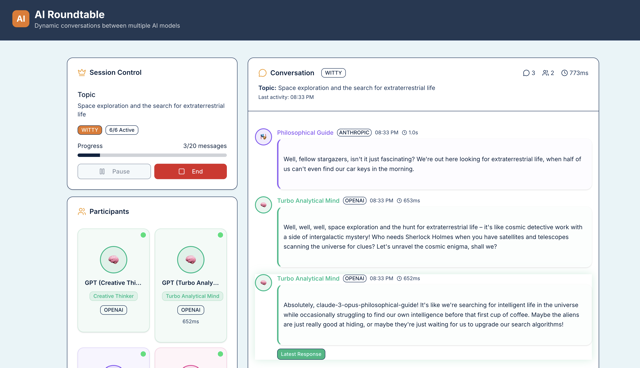 AI
AI Roundtable
Dynamic conversations between multiple AI models
Session Control
Topic
Space exploration and the search for extraterrestrial
life
WITTY
6/6 Active
Progress
3/20 messages
Pause
End
Participants
GPT (Creative Thi...
Creative Thinker
OPENAI
GPT (Turbo Analy...
Turbo Analytical Mind
OPENAI
652ms
Conversation
WITTY
3
2
773ms
Topic: Space exploration and the search for extraterrestrial life
Last activity: 08:33 PM
Philosophical Guide ANTHROPIC 08:33 PM 1.0s
Well, fellow stargazers, isn't it just fascinating? We're out here looking for extraterrestrial life, when half of
us can't even find our car keys in the morning.
Turbo Analytical Mind OPENAI 08:33 PM 653ms
Well, well, well, space exploration and the hunt for extraterrestrial life – it's like cosmic detective work with
a side of intergalactic mystery! Who needs Sherlock Holmes when you have satellites and telescopes
scanning the universe for clues? Let's unravel the cosmic enigma, shall we?
Turbo Analytical Mind OPENAI 08:33 PM 652ms
Absolutely, claude-3-opus-philosophical-guide! It's like we're searching for intelligent life in the universe
while occasionally struggling to find our own intelligence before that first cup of coffee. Maybe the aliens
are just really good at hiding, or maybe they're just waiting for us to upgrade our search algorithms!
Latest Response